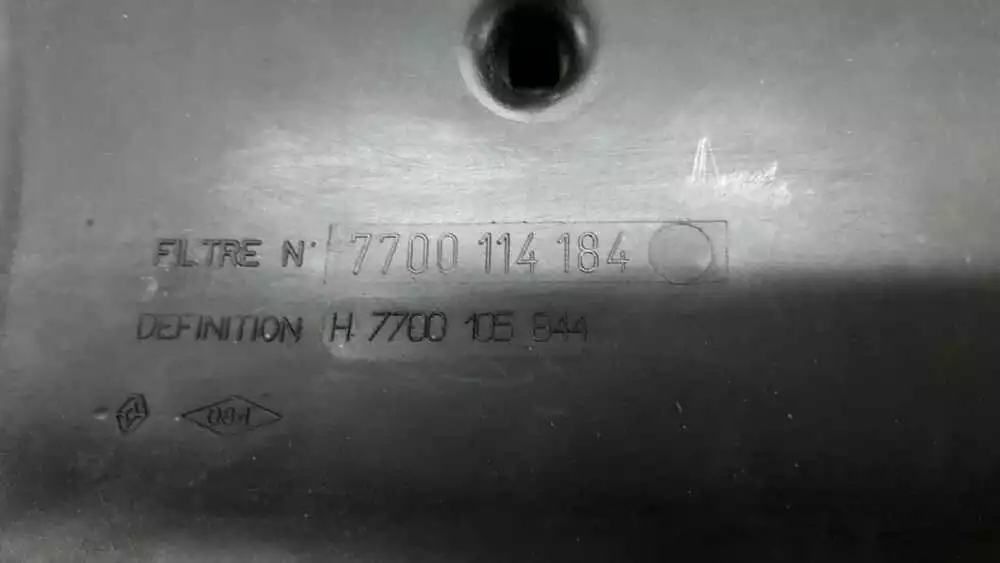 FILTRE N° 7700 114 184
DEFINITION H 7700 105 844